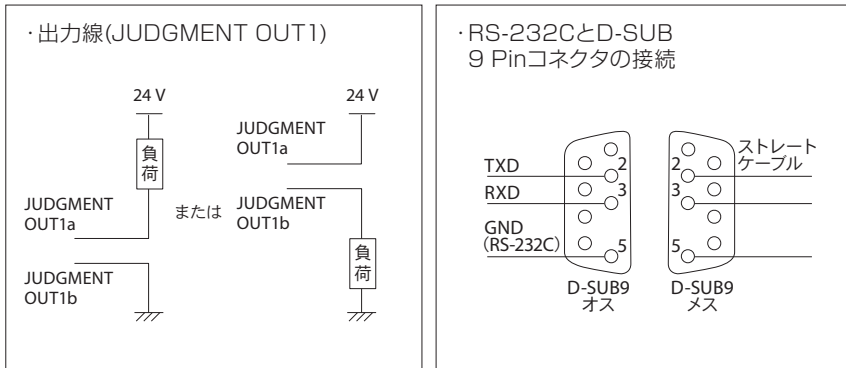 ·出力線(JUDGMENT OUT1)
24 V
負荷
JUDGMENT
OUT1a
JUDGMENT
OUT1b
または
24 V
JUDGMENT
OUT1a
JUDGMENT
OUT1b
負荷
·RS-232CとD-SUB
9 Pinコネクタの接続
TXD
RXD
GND
(RS-232C)
2
3
5
D-SUB9
オス
2
3
5
D-SUB9
メス
ストレート
ケーブル